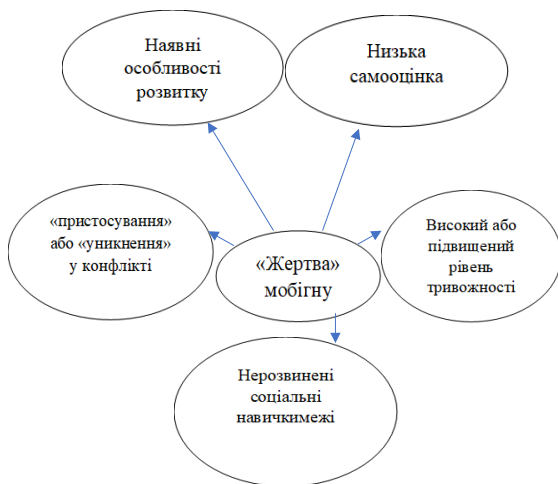 Наявні
особливості
розвитку
Низька
самооцінка
«пристосування»
або «уникнення»
у конфлікті
«Жертва»
мобігну
Високий або
підвищений
рівень
тривожності
Нерозвинені
соціальні
навичкимежі